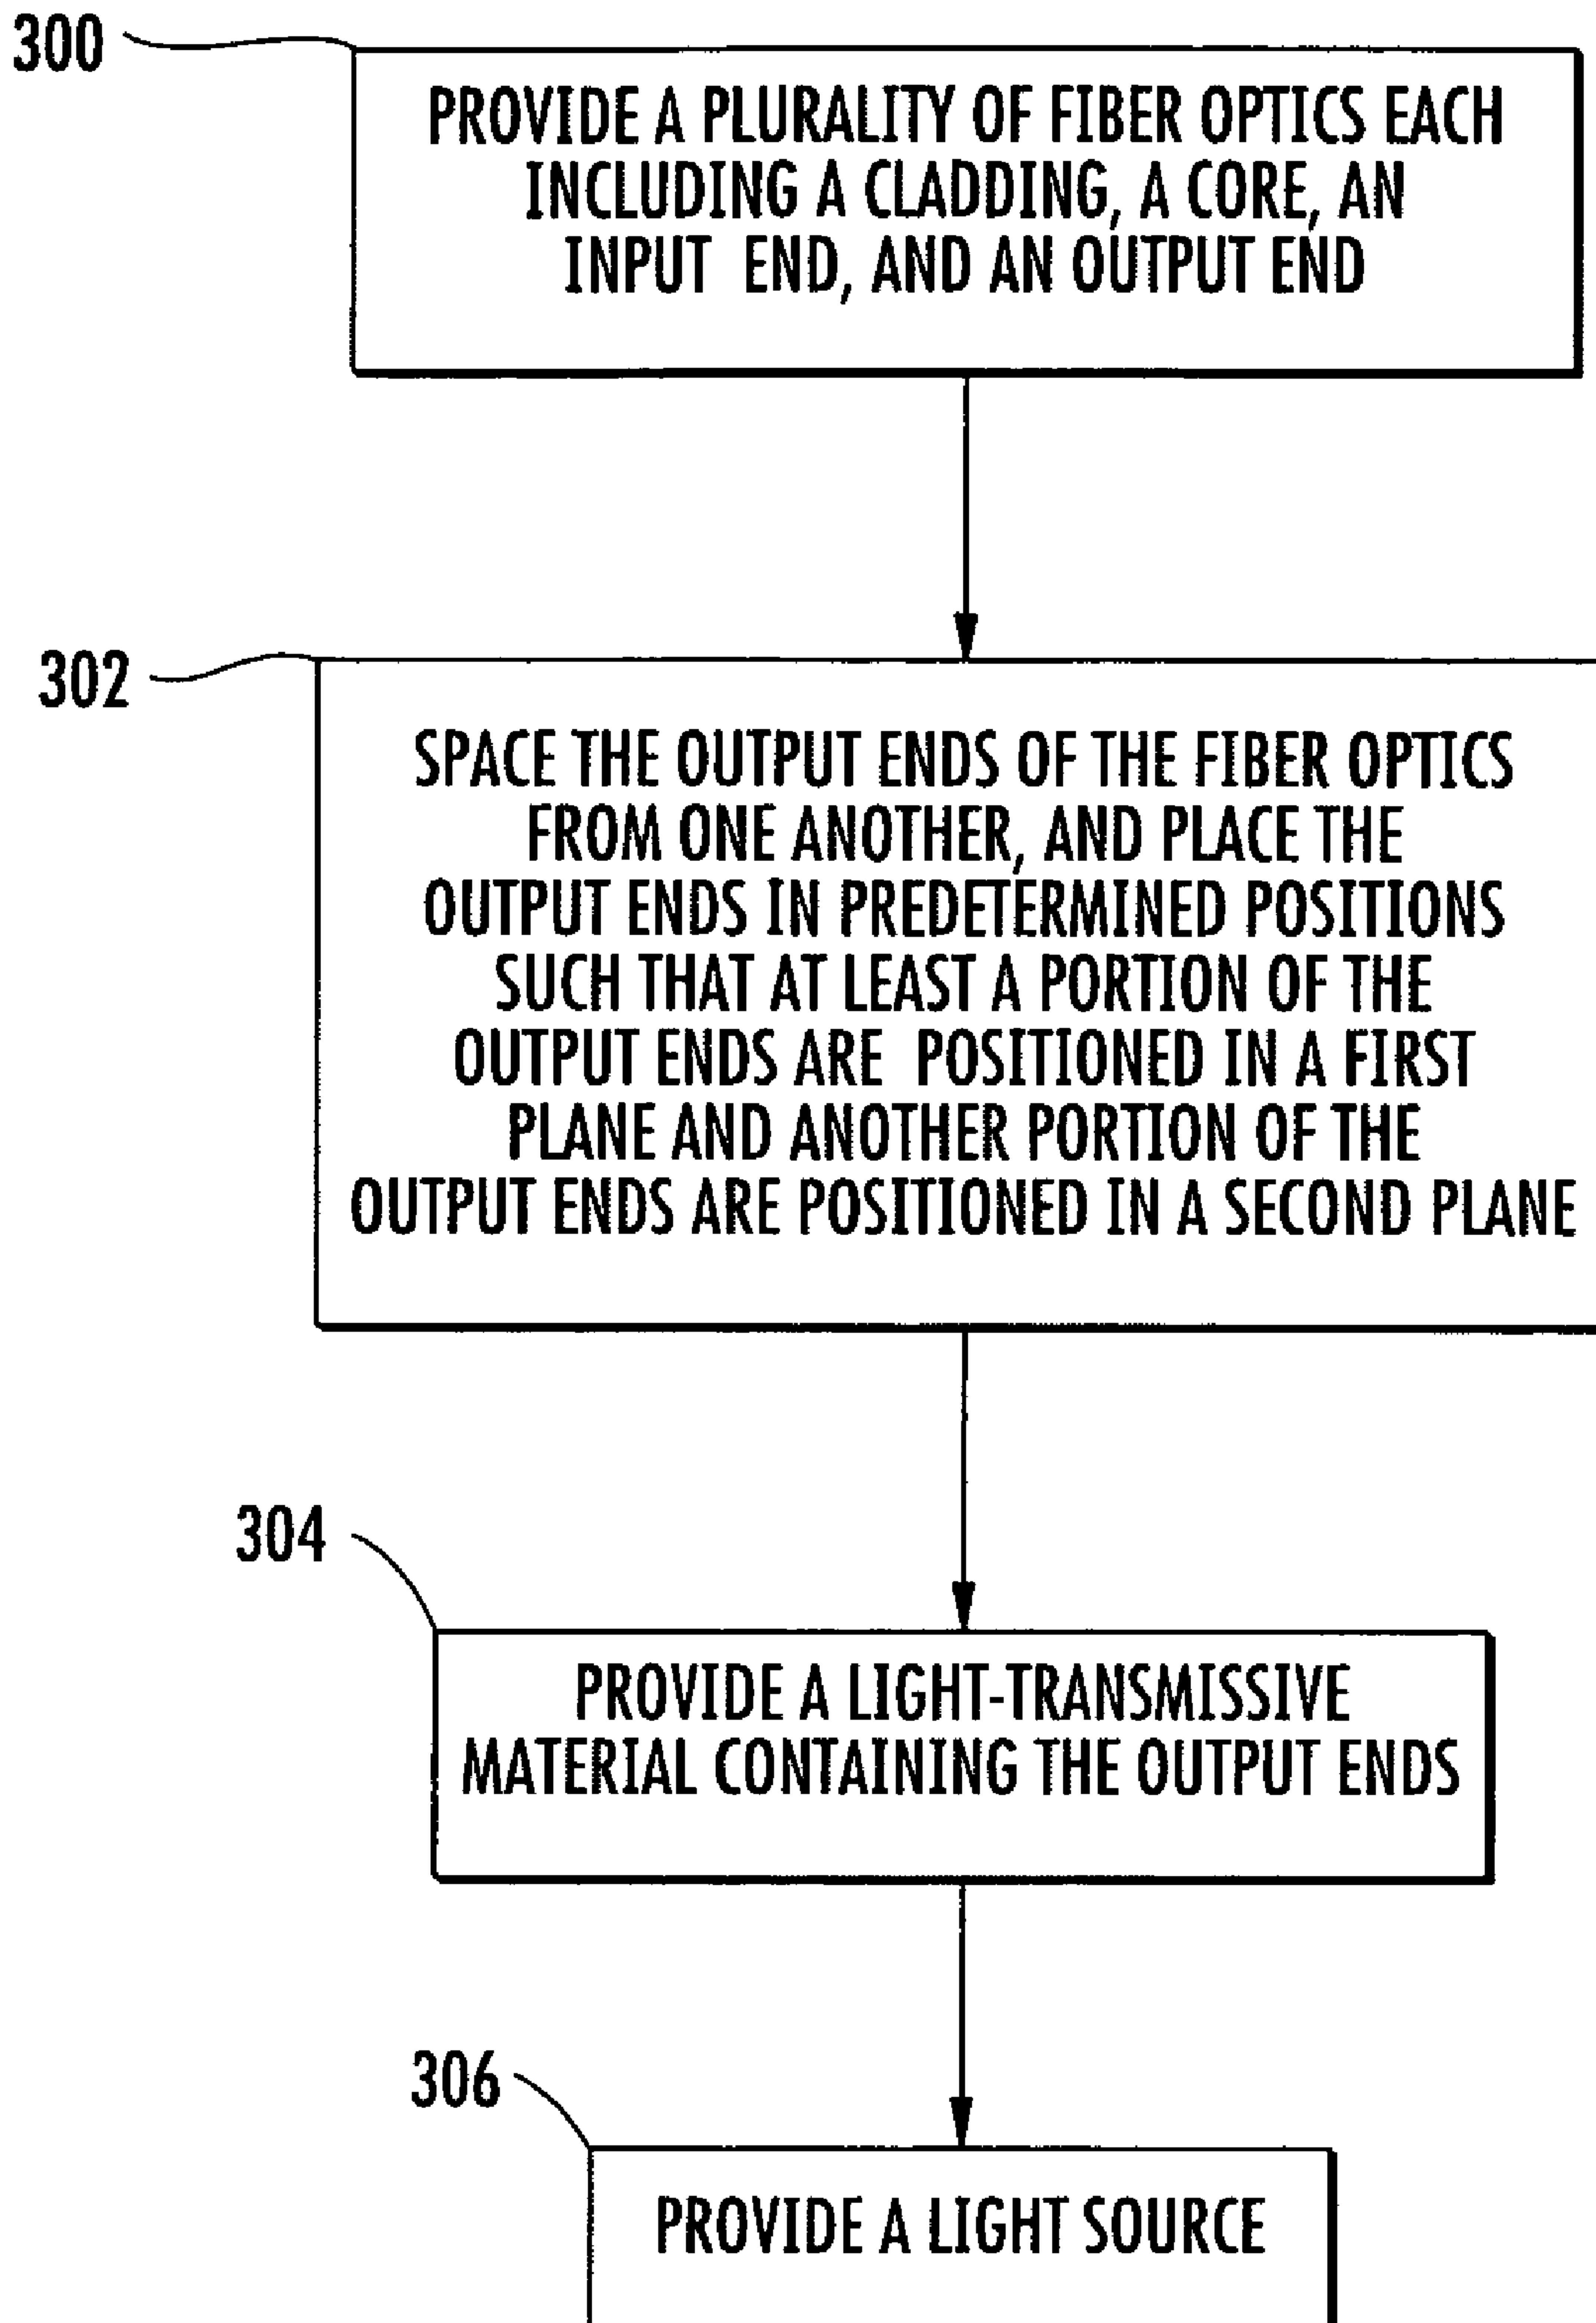 300
PROVIDE A PLURALITY OF FIBER OPTICS EACH
INCLUDING A CLADDING, A CORE, AN
INPUT END, AND AN OUTPUT END
302
SPACE THE OUTPUT ENDS OF THE FIBER OPTICS
FROM ONE ANOTHER, AND PLACE THE
OUTPUT ENDS IN PREDETERMINED POSITIONS
SUCH THAT AT LEAST A PORTION OF THE
OUTPUT ENDS ARE POSITIONED IN A FIRST
PLANE AND ANOTHER PORTION OF THE
OUTPUT ENDS ARE POSITIONED IN A SECOND PLANE
304
PROVIDE A LIGHT-TRANSMISSIVE
MATERIAL CONTAINING THE OUTPUT ENDS
306
PROVIDE A LIGHT SOURCE